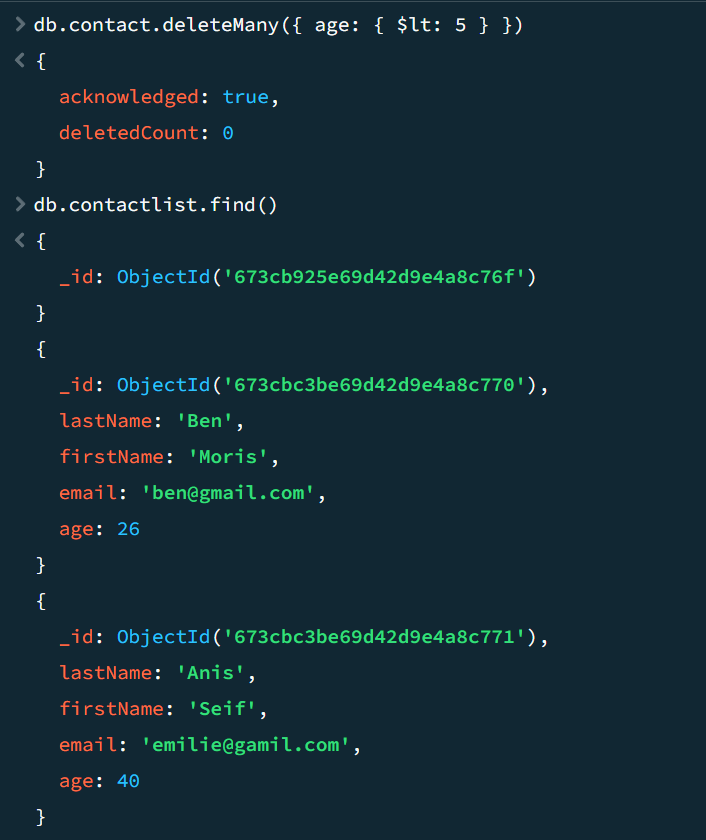 > db.contact.deleteMany({ age: { $lt: 5 } })
< {
acknowledged: true,
deletedCount: 0
}
> db.contactlist.find()
< {
_id: ObjectId('673cb925e69d42d9e4a8c76f')
}
{
_id: ObjectId('673cbc3be69d42d9e4a8c770'),
lastName: 'Ben',
firstName: 'Moris',
email: 'ben@gmail.com',
age: 26
}
{
_id: ObjectId('673cbc3be69d42d9e4a8c771'),
lastName: 'Anis',
firstName: 'Seif',
email: 'emilie@gamil.com',
age: 40
}